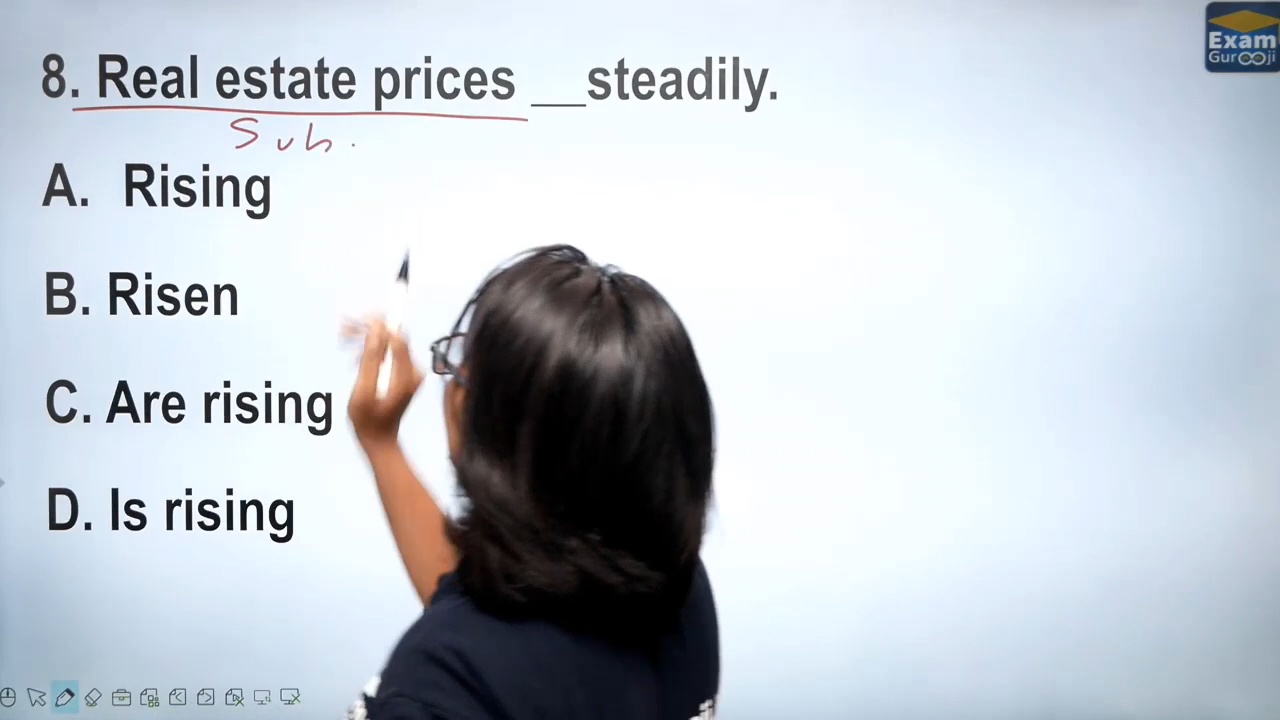 Exam
Gurooji
8. Real estate prices __steadily.
Sub.
A. Rising
B. Risen
C. Are rising
D. Is rising